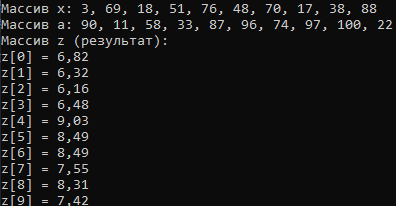 Массив x: 3, 69, 18, 51, 76, 48, 70, 17, 38, 88
Массив a: 90, 11, 58, 33, 87, 96, 74, 97, 100, 22
Массив z (результат):
z[0] = 6,82
z[1] = 6,32
z[2] = 6,16
z[3] = 6,48
z[4] = 9,03
z[5] = 8,49
z[6] = 8,49
z[7] = 7,55
z[8] = 8,31
z[9] = 7,42